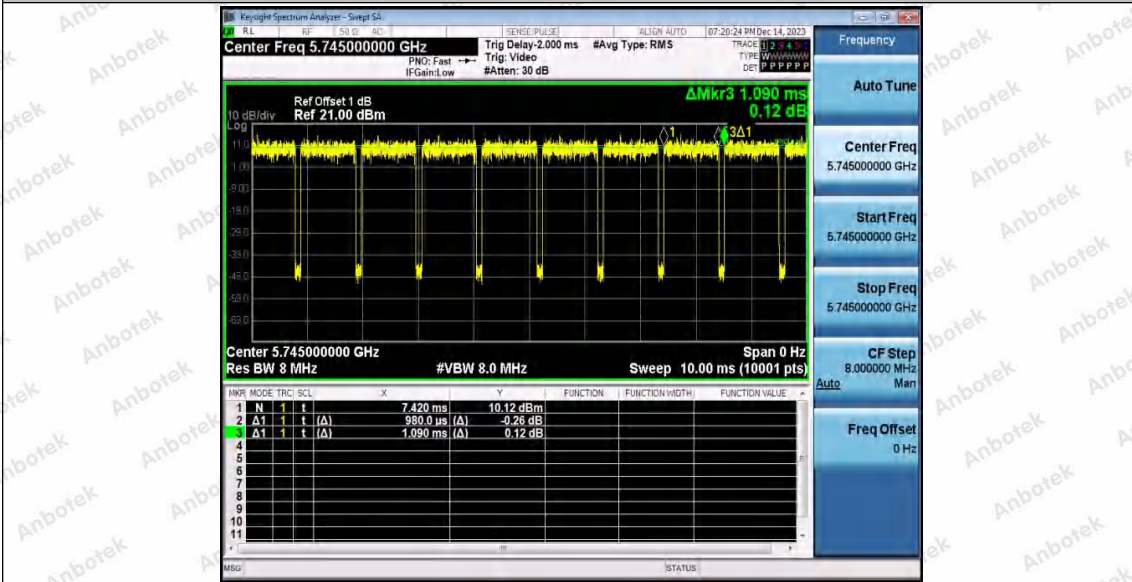 Keysight Spectrum Analyzer - Swept SA
RL RF 50 Ω AC SENSE:PULSE ALIGN AUTO 07:20:24 PM Dec 14, 2023
Center Freq 5.745000000 GHz
PNO: Fast
IFGain:Low
Trig Delay-2.000 ms
Trig: Video
#Atten: 30 dB
#Avg Type: RMS
TRACE 1 2 3 4 5 6
TYPE W
DET P P P P P P
ΔMkr3 1.090 ms
0.12 dB
Ref Offset 1 dB
10 dB/div Ref 21.00 dBm
Log
11.0
1.00
-9.00
-19.0
-29.0
-39.0
-49.0
-59.0
-69.0
1
3Δ1
Center 5.745000000 GHz Span 0 Hz
Res BW 8 MHz #VBW 8.0 MHz Sweep 10.00 ms (10001 pts)
MKR MODE TRC SCL X Y FUNCTION FUNCTION WIDTH FUNCTION VALUE
1 N 1 t 7.420 ms 10.12 dBm
2 Δ1 1 t (Δ) 980.0 µs (Δ) -0.26 dB
3 Δ1 1 t (Δ) 1.090 ms (Δ) 0.12 dB
4
5
6
7
8
9
10
11
MSG STATUS
Frequency
Auto Tune
Center Freq
5.745000000 GHz
Start Freq
5.745000000 GHz
Stop Freq
5.745000000 GHz
CF Step
8.000000 MHz
Auto Man
Freq Offset
0 Hz
Anbotek